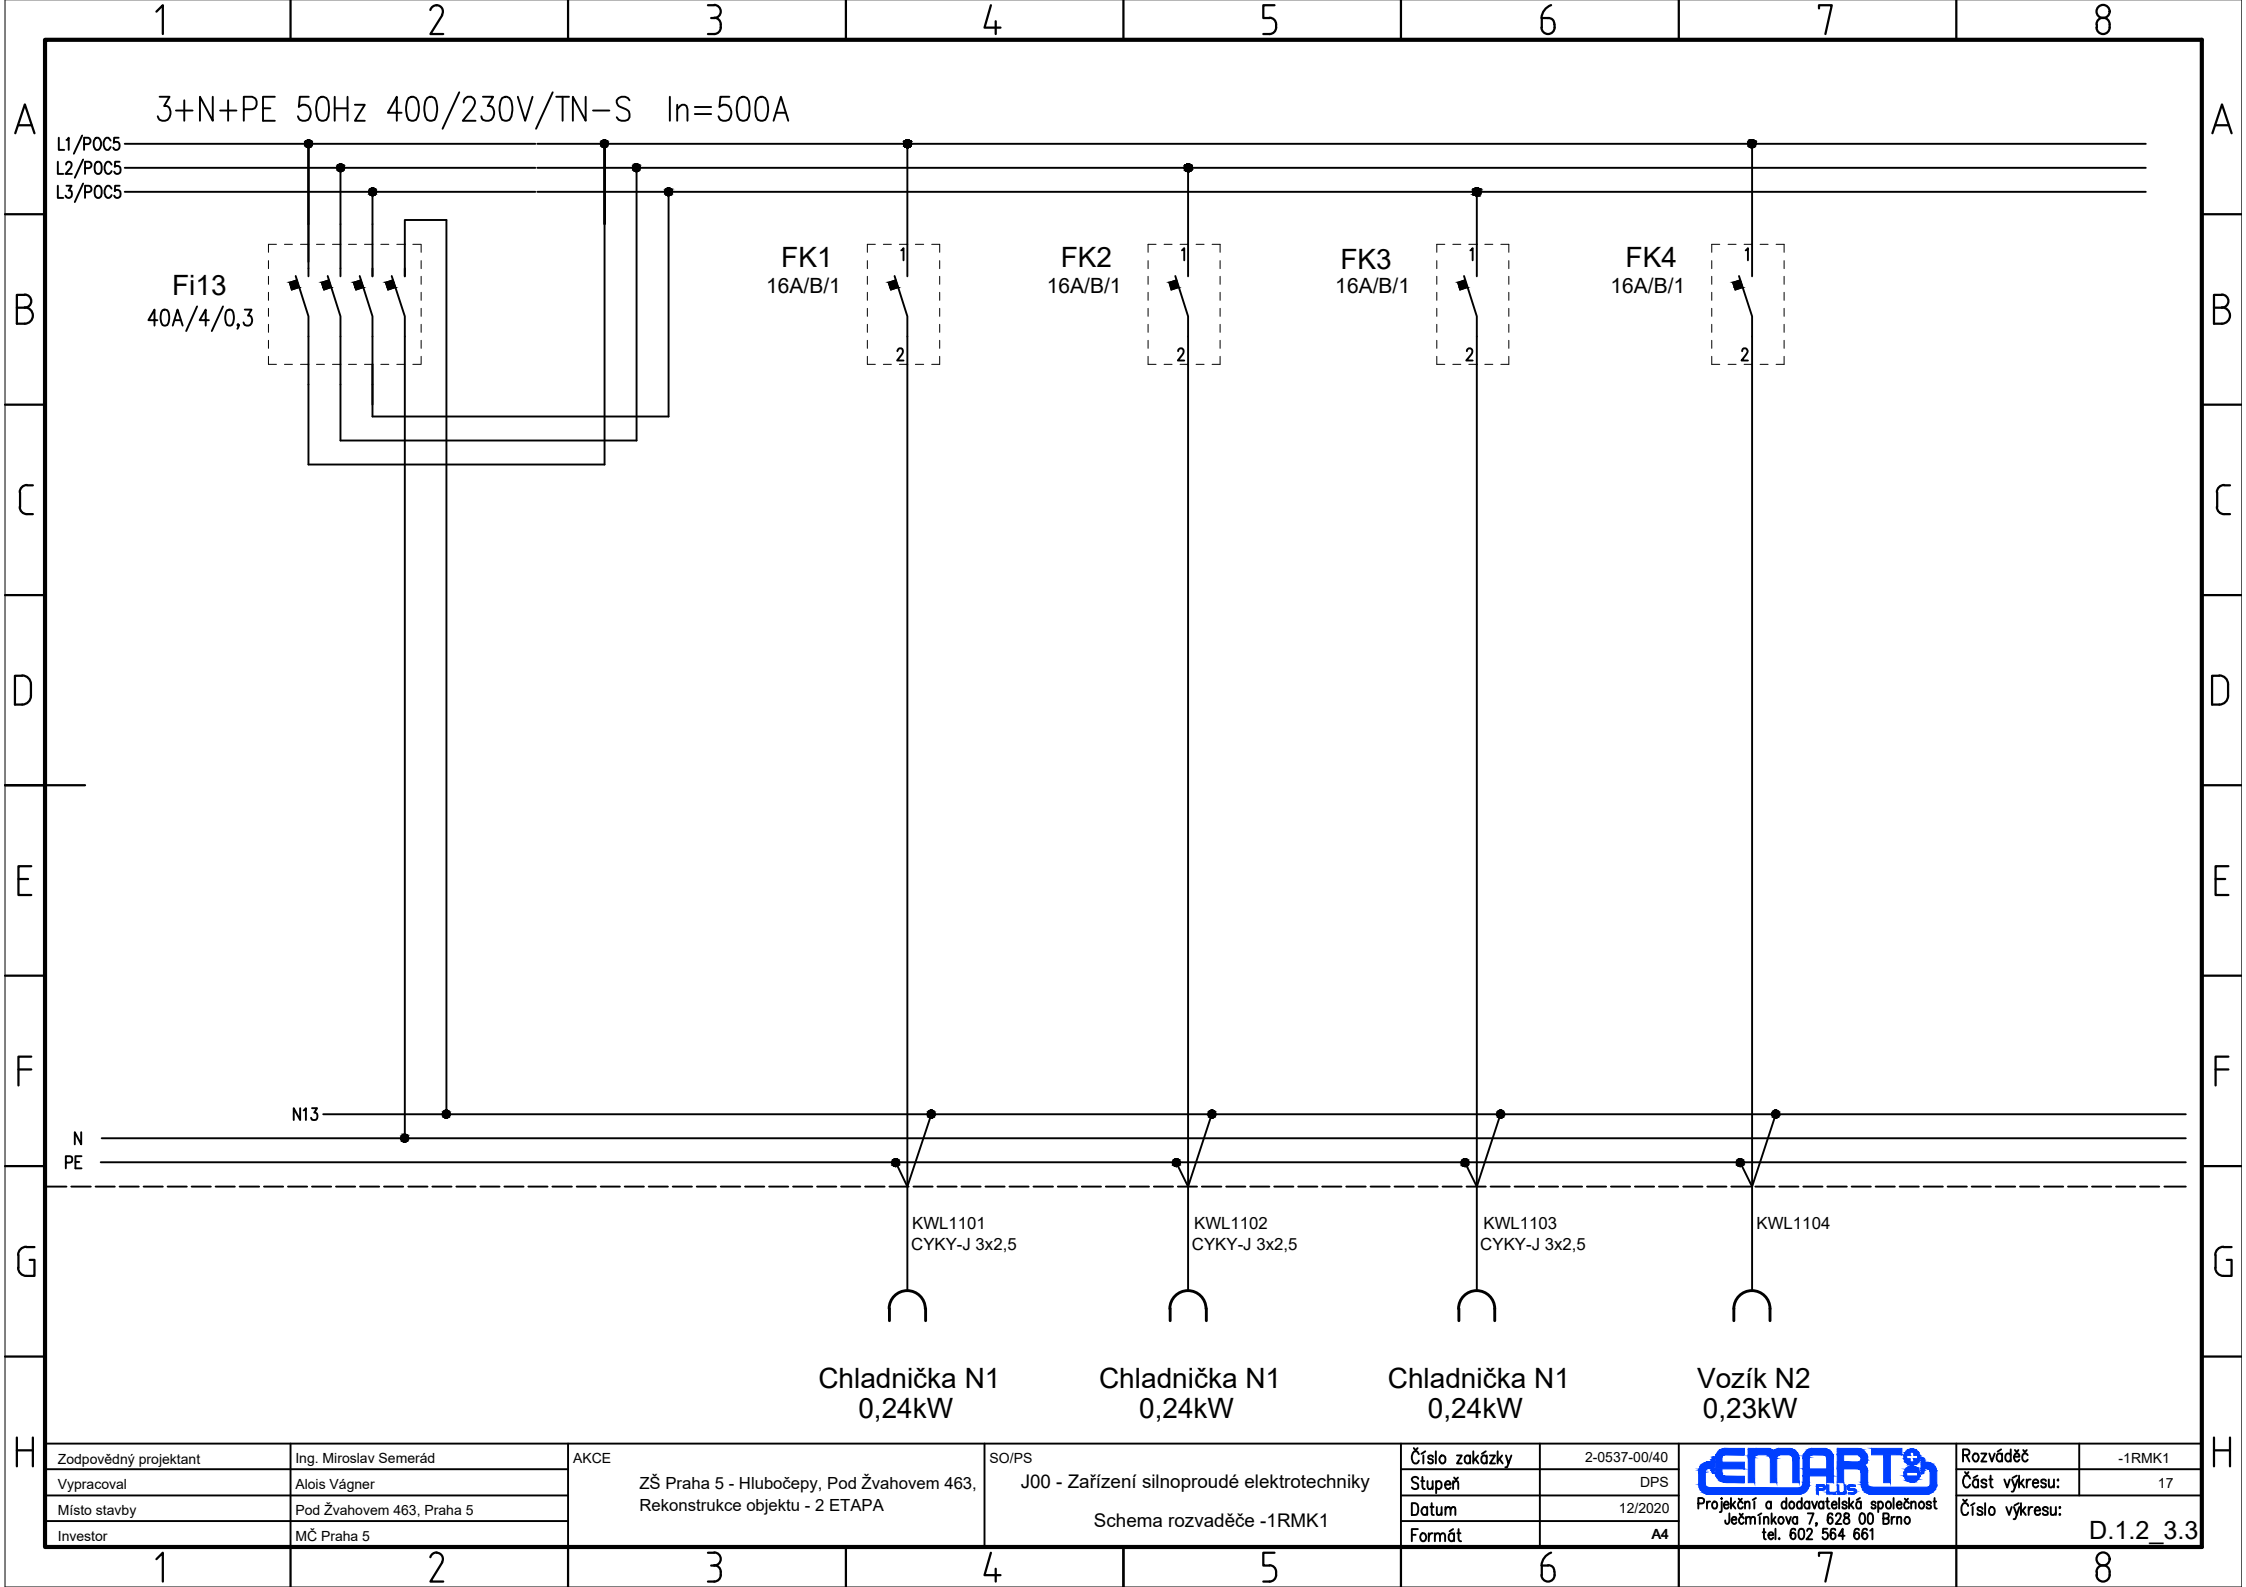 1 2 3 4 5 6 7 8
A A
3+N+PE 50Hz 400/230V/TN-S In=500A
L1/POC5
L2/POC5
L3/POC5
B B
Fi13
40A/4/0,3
FK1
16A/B/1
1
2
FK2
16A/B/1
1
2
FK3
16A/B/1
1
2
FK4
16A/B/1
1
2
C C
D D
E E
F F
N13
N
PE
G G
KWL1101
CYKY-J 3x2,5
KWL1102
CYKY-J 3x2,5
KWL1103
CYKY-J 3x2,5
KWL1104
Chladnička N1
0,24kW
Chladnička N1
0,24kW
Chladnička N1
0,24kW
Vozík N2
0,23kW
H H
Zodpovědný projektant Ing. Miroslav Semerád
Vypracoval Alois Vágner
Místo stavby Pod Žvahovem 463, Praha 5
Investor MČ Praha 5
AKCE
ZŠ Praha 5 - Hlubočepy, Pod Žvahovem 463,
Rekonstrukce objektu - 2 ETAPA
SO/PS
J00 - Zařízení silnoproudé elektrotechniky
Schema rozvaděče -1RMK1
Číslo zakázky 2-0537-00/40
Stupeň DPS
Datum 12/2020
Formát A4
EMART
PLUS
Projekční a dodavatelská společnost
Ječmínkova 7, 628 00 Brno
tel. 602 564 661
Rozváděč -1RMK1
Část výkresu: 17
Číslo výkresu:
D.1.2_3.3
1 2 3 4 5 6 7 8